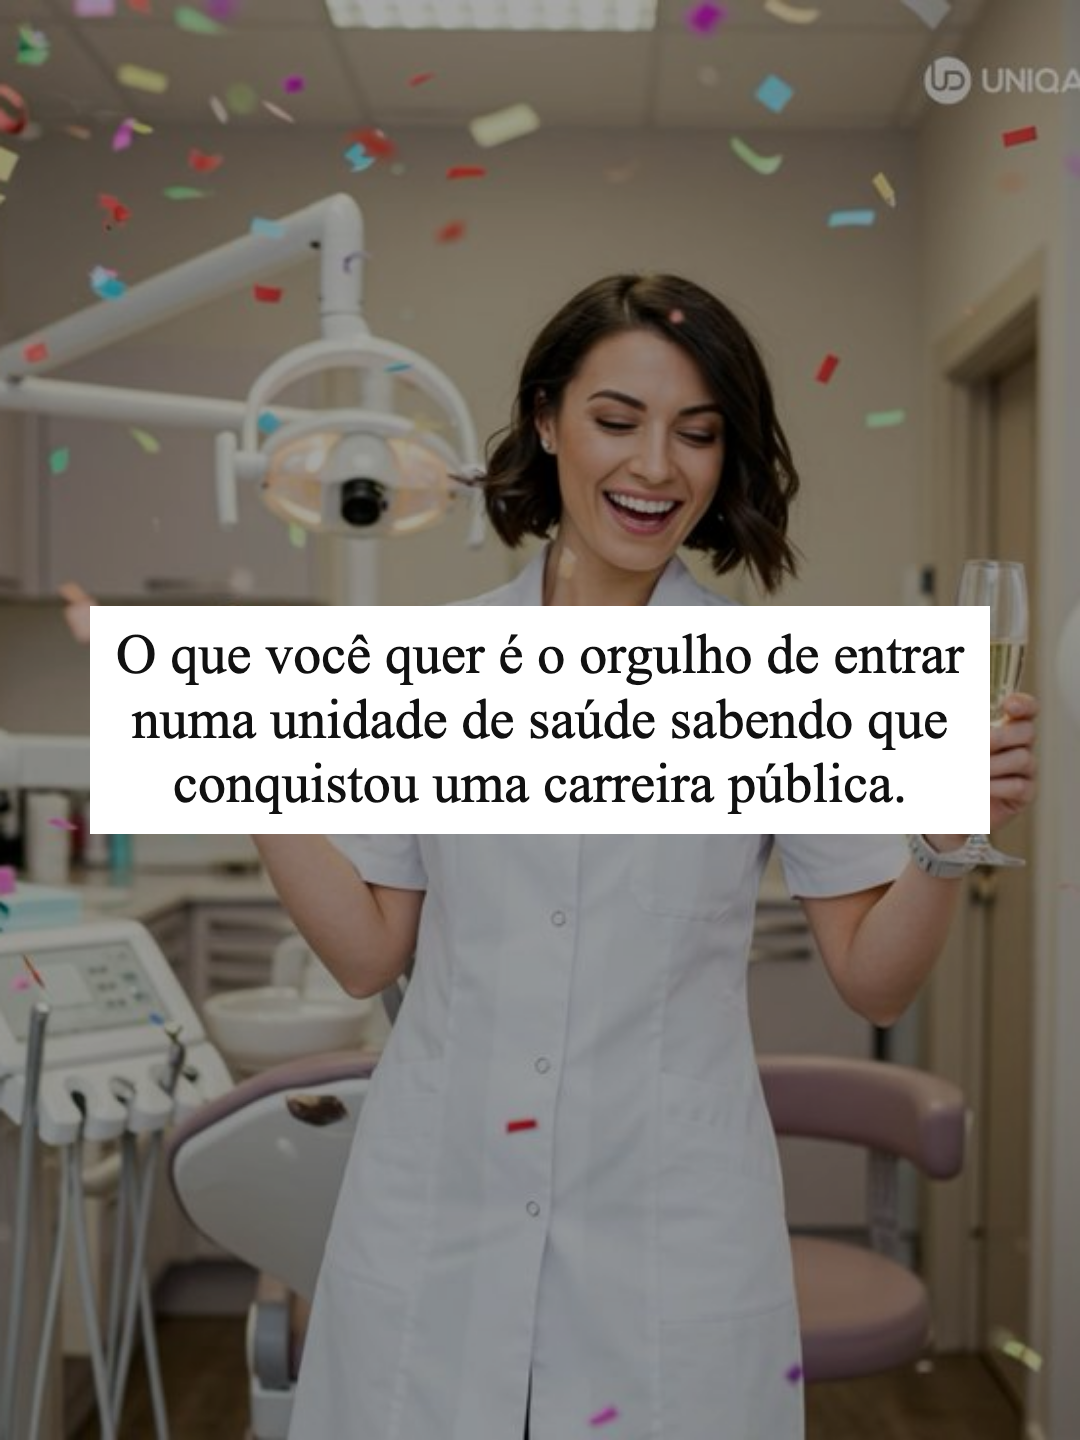 UNIQA
O que você quer é o orgulho de entrar
numa unidade de saúde sabendo que
conquistou uma carreira pública.